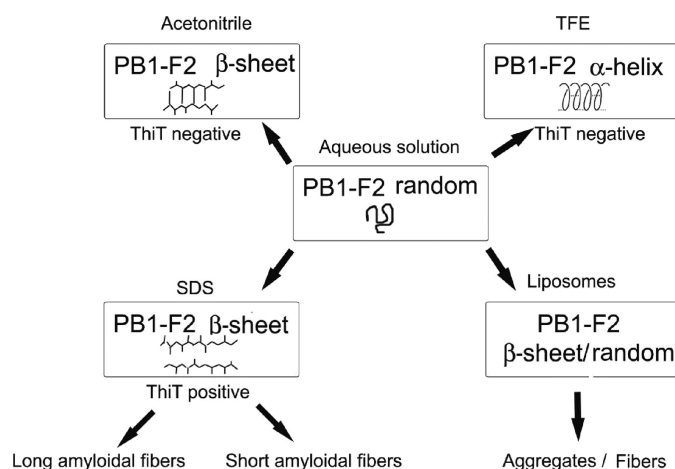 Acetonitrile
PB1-F2 β-sheet
ThiT negative
TFE
PB1-F2 α-helix
ThiT negative
Aqueous solution
PB1-F2 random
SDS
PB1-F2 β-sheet
ThiT positive
Liposomes
PB1-F2
β-sheet/random
Long amyloidal fibers
Short amyloidal fibers
Aggregates / Fibers